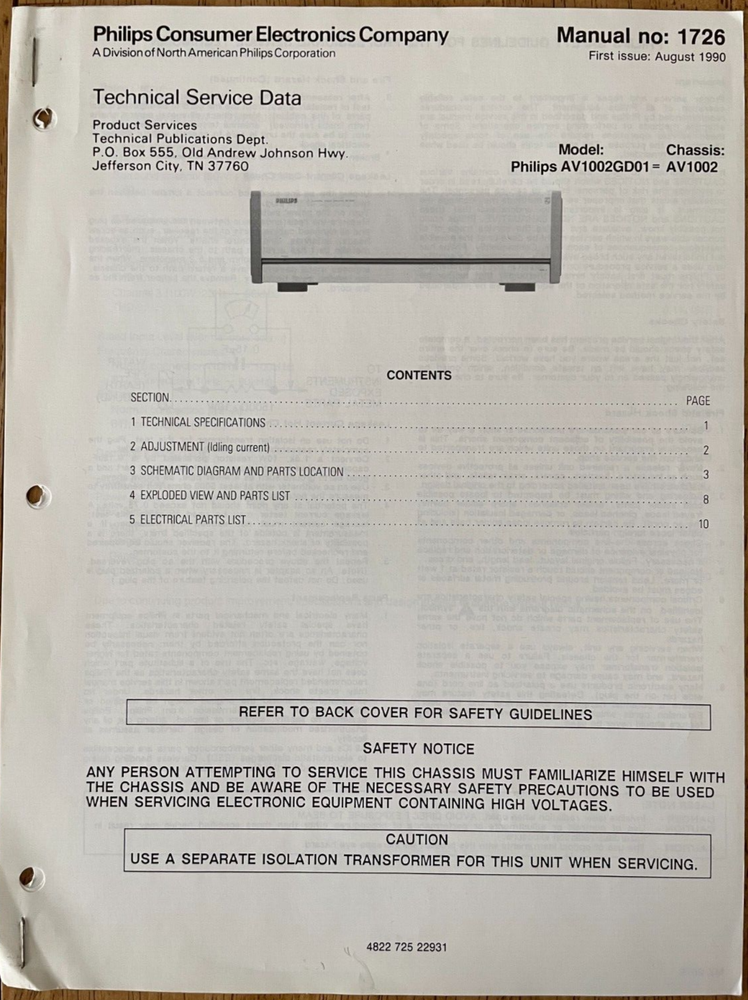 Philips Consumer Electronics Company
A Division of North American Philips Corporation
Manual no: 1726
First issue: August 1990
Technical Service Data
Product Services
Technical Publications Dept.
P.O. Box 555, Old Andrew Johnson Hwy.
Jefferson City, TN 37760
Model: Chassis:
Philips AV1002GD01 = AV1002
PHILIPS
CONTENTS
SECTION PAGE
1 TECHNICAL SPECIFICATIONS 1
2 ADJUSTMENT (Idling current) 2
3 SCHEMATIC DIAGRAM AND PARTS LOCATION 3
4 EXPLODED VIEW AND PARTS LIST 8
5 ELECTRICAL PARTS LIST 10
REFER TO BACK COVER FOR SAFETY GUIDELINES
SAFETY NOTICE
ANY PERSON ATTEMPTING TO SERVICE THIS CHASSIS MUST FAMILIARIZE HIMSELF WITH
THE CHASSIS AND BE AWARE OF THE NECESSARY SAFETY PRECAUTIONS TO BE USED
WHEN SERVICING ELECTRONIC EQUIPMENT CONTAINING HIGH VOLTAGES.
CAUTION
USE A SEPARATE ISOLATION TRANSFORMER FOR THIS UNIT WHEN SERVICING.
4822 725 22931